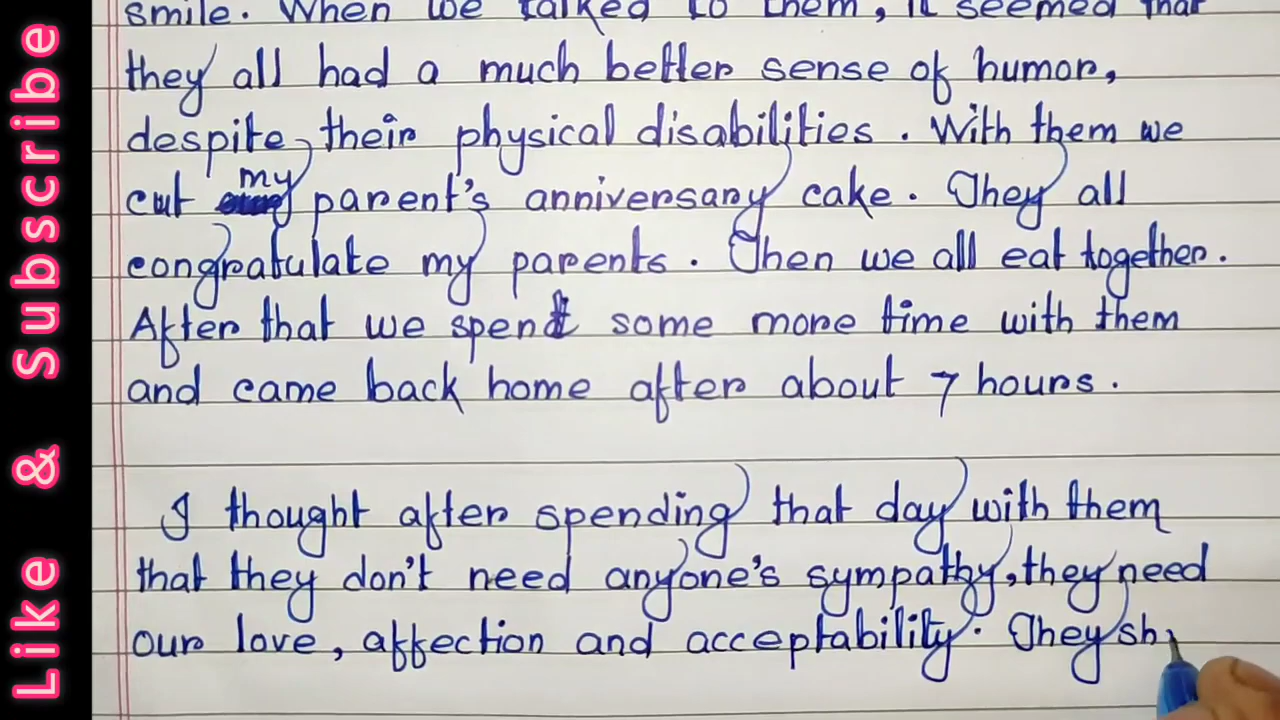 smile. When we talked to them, it seemed that
they all had a much better sense of humor,
despite their physical disabilities. With them we
cut my parent's anniversary cake. They all
congratulate my parents. Then we all eat together.
After that we spent some more time with them
and came back home after about 7 hours.
I thought after spending that day with them
that they don't need anyone's sympathy, they need
our love, affection and acceptability. They sh
Like & Subscribe